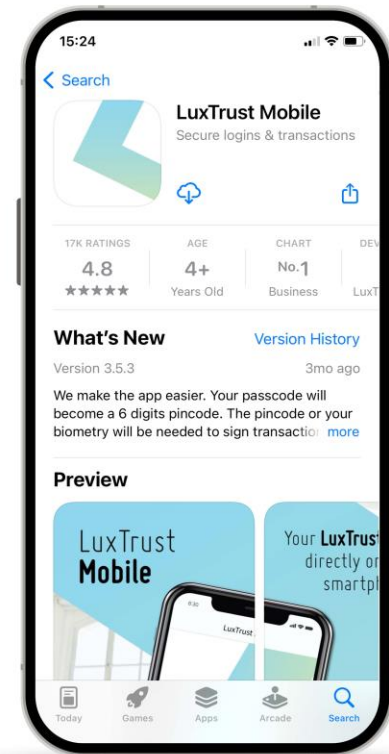 15:24
Search
LuxTrust Mobile
Secure logins & transactions
17K RATINGS
AGE
CHART
4.8
4+
No.1
★★★★★
Years Old
Business
What's New
Version History
Version 3.5.3
3mo ago
We make the app easier. Your passcode will
become a 6 digits pincode. The pincode or your
biometry will be needed to sign transactio more
Preview
LuxTrust
Mobile
Your LuxTrust
directly
LuxTrust
Today
Games
Apps
Arcade
Search